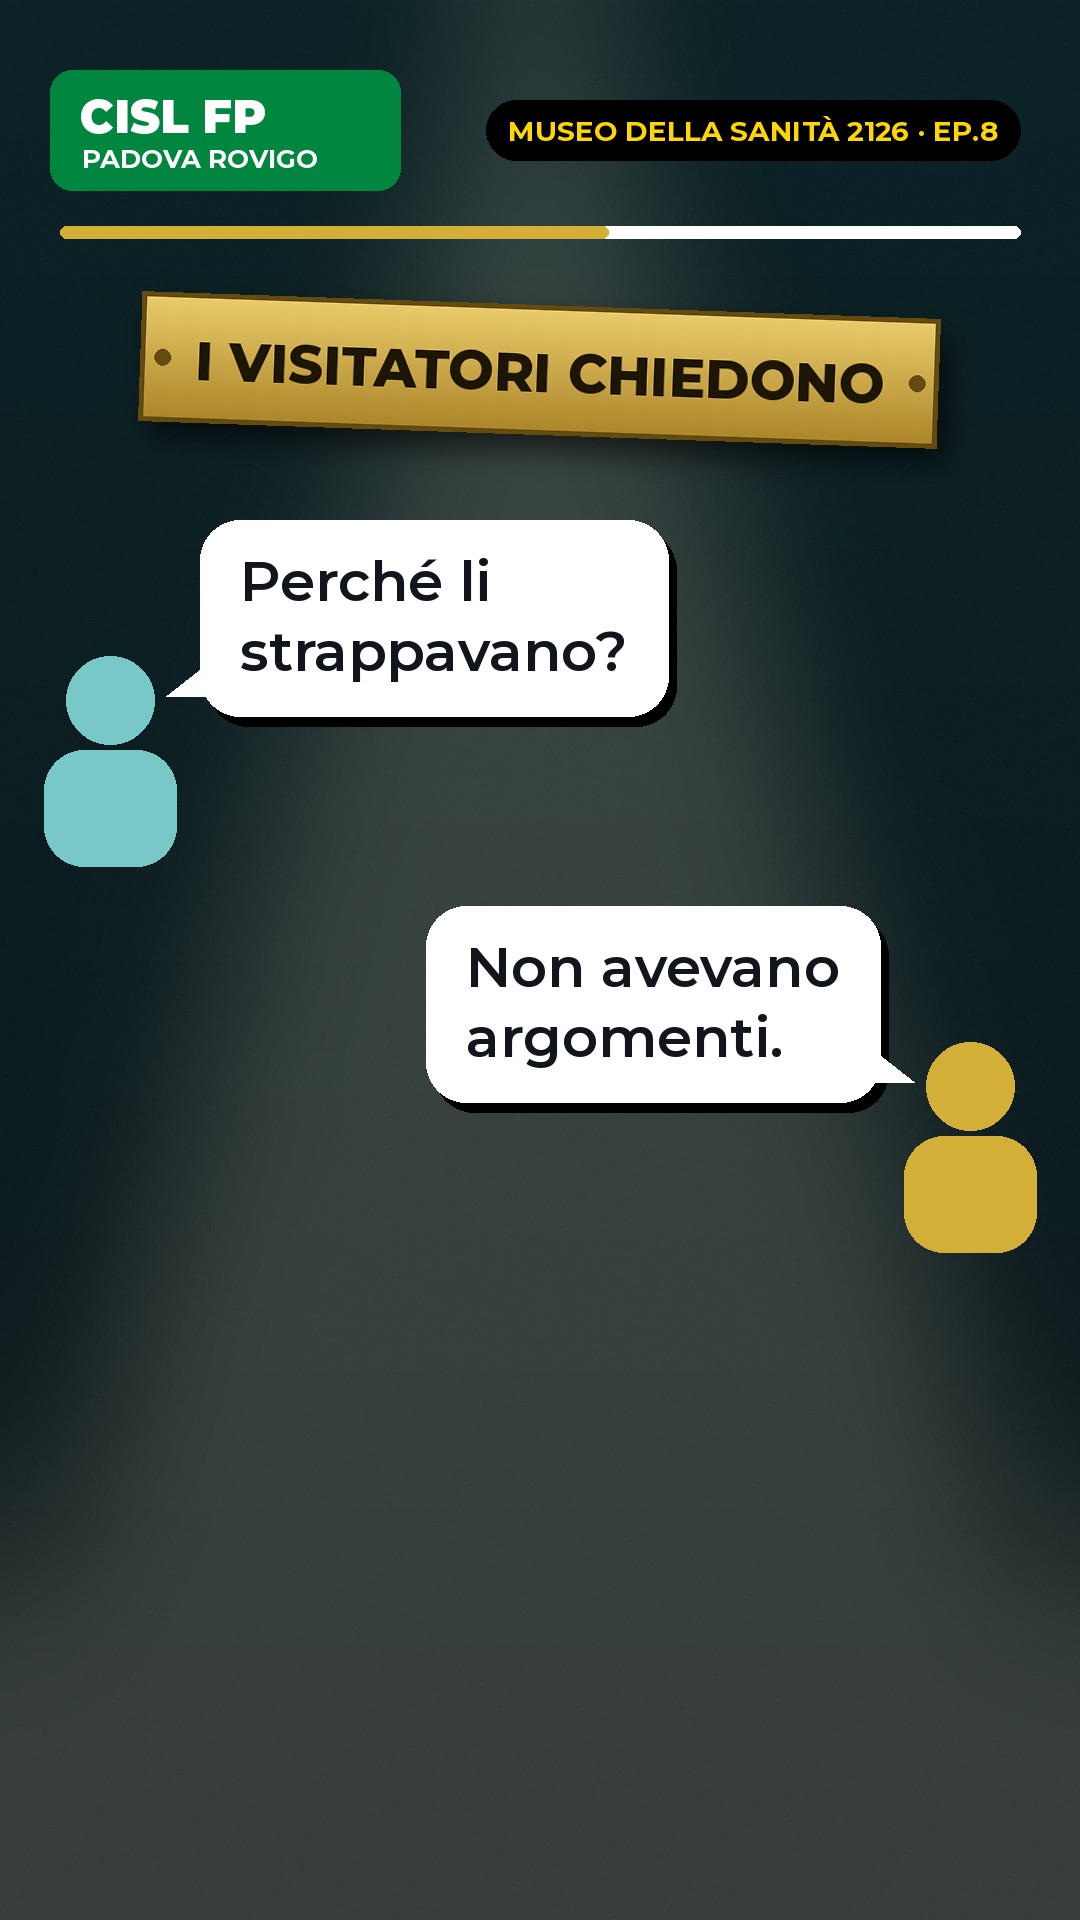 CISL FP
PADOVA ROVIGO
MUSEO DELLA SANITÀ 2126 · EP.8
I VISITATORI CHIEDONO
Perché li
strappavano?
Non avevano
argomenti.